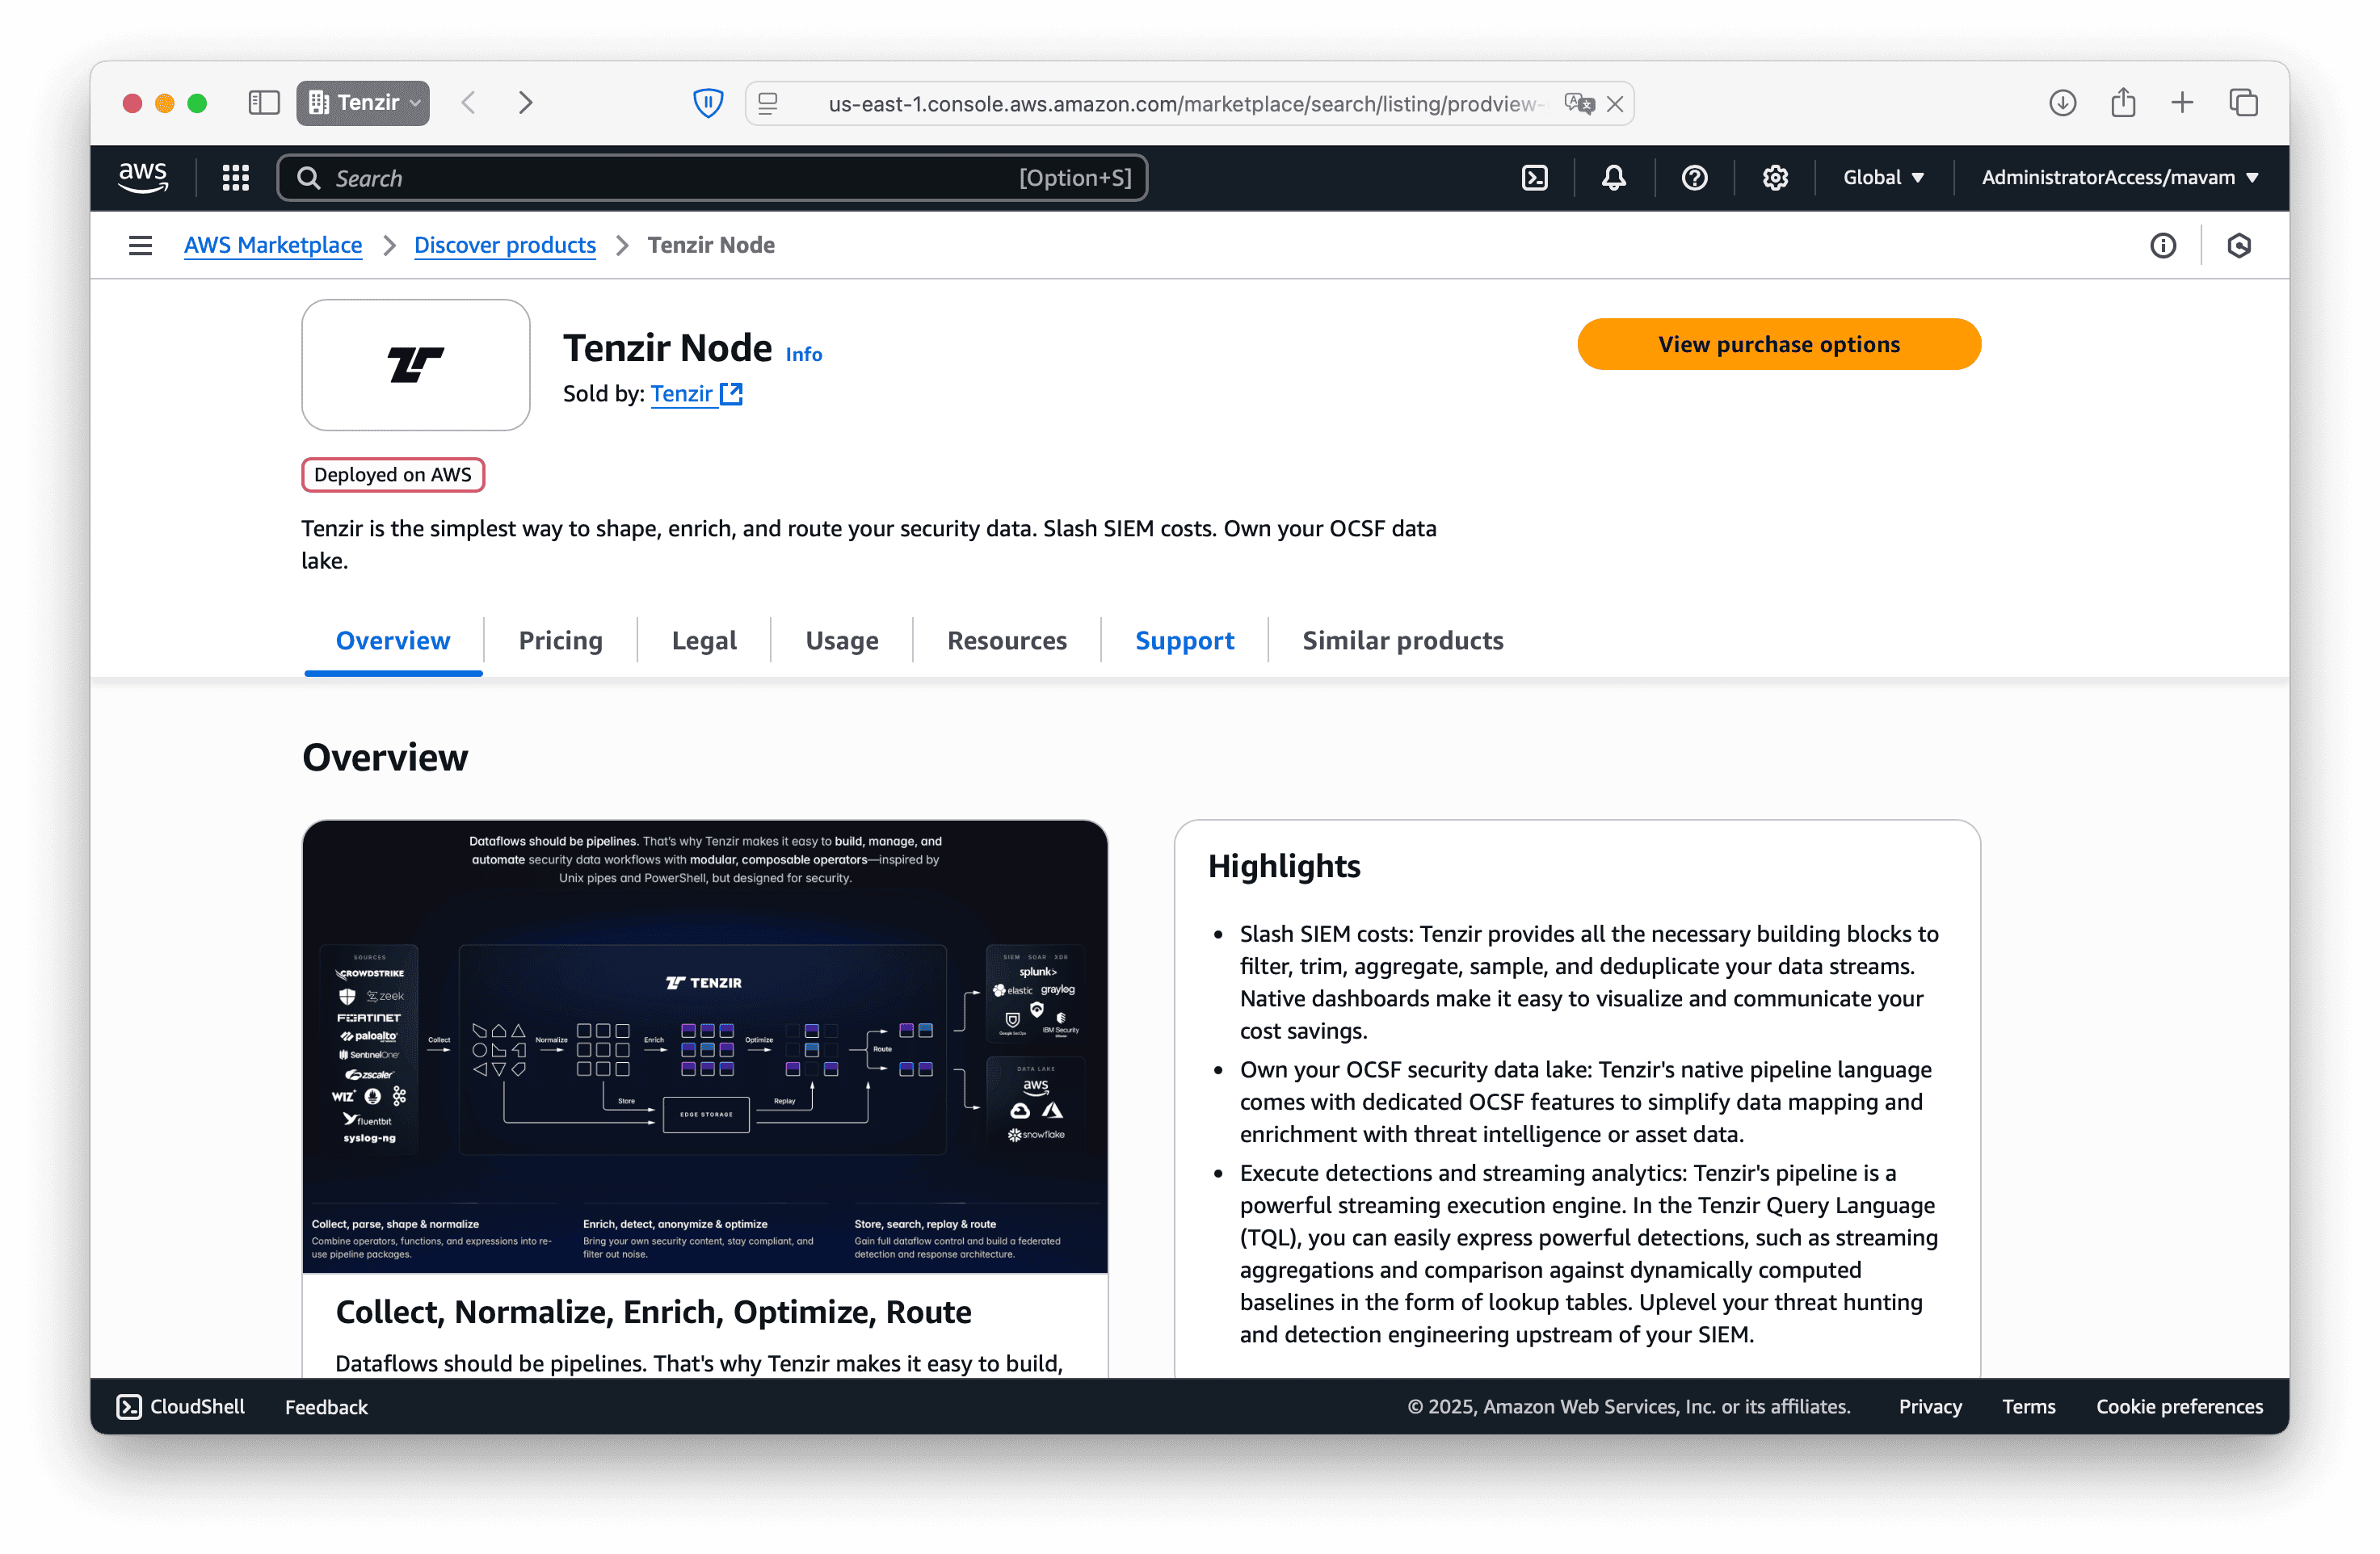 Tenzir
us-east-1.console.aws.amazon.com/marketplace/search/listing/prodview-
aws
Search
[Option+S]
Global
AdministratorAccess/mavam
AWS Marketplace
Discover products
Tenzir Node
Tenzir Node Info
Sold by: Tenzir
View purchase options
Deployed on AWS
Tenzir is the simplest way to shape, enrich, and route your security data. Slash SIEM costs. Own your OCSF data
lake.
Overview
Pricing
Legal
Usage
Resources
Support
Similar products
Overview
Dataflows should be pipelines. That's why Tenzir makes it easy to build, manage, and
automate security data workflows with modular, composable operators—inspired by
Unix pipes and PowerShell, but designed for security.
SOURCES
CROWDSTRIKE
zeek
FORTINET
paloalto
SentinelOne
zscaler
WIZ
fluentbit
syslog-ng
Collect
TENZIR
Normalize
Enrich
Optimize
Route
Store
EDGE STORAGE
Replay
SIEM · SOAR · XDR
splunk>
elastic graylog
Google SecOps
IBM Security
DATA LAKE
aws
snowflake
Collect, parse, shape & normalize
Combine operators, functions, and expressions into re-
use pipeline packages.
Enrich, detect, anonymize & optimize
Bring your own security content, stay compliant, and
filter out noise.
Store, search, replay & route
Gain full dataflow control and build a federated
detection and response architecture.
Collect, Normalize, Enrich, Optimize, Route
Dataflows should be pipelines. That's why Tenzir makes it easy to build,
Highlights
• Slash SIEM costs: Tenzir provides all the necessary building blocks to
filter, trim, aggregate, sample, and deduplicate your data streams.
Native dashboards make it easy to visualize and communicate your
cost savings.
• Own your OCSF security data lake: Tenzir's native pipeline language
comes with dedicated OCSF features to simplify data mapping and
enrichment with threat intelligence or asset data.
• Execute detections and streaming analytics: Tenzir's pipeline is a
powerful streaming execution engine. In the Tenzir Query Language
(TQL), you can easily express powerful detections, such as streaming
aggregations and comparison against dynamically computed
baselines in the form of lookup tables. Uplevel your threat hunting
and detection engineering upstream of your SIEM.
CloudShell
Feedback
© 2025, Amazon Web Services, Inc. or its affiliates.
Privacy
Terms
Cookie preferences